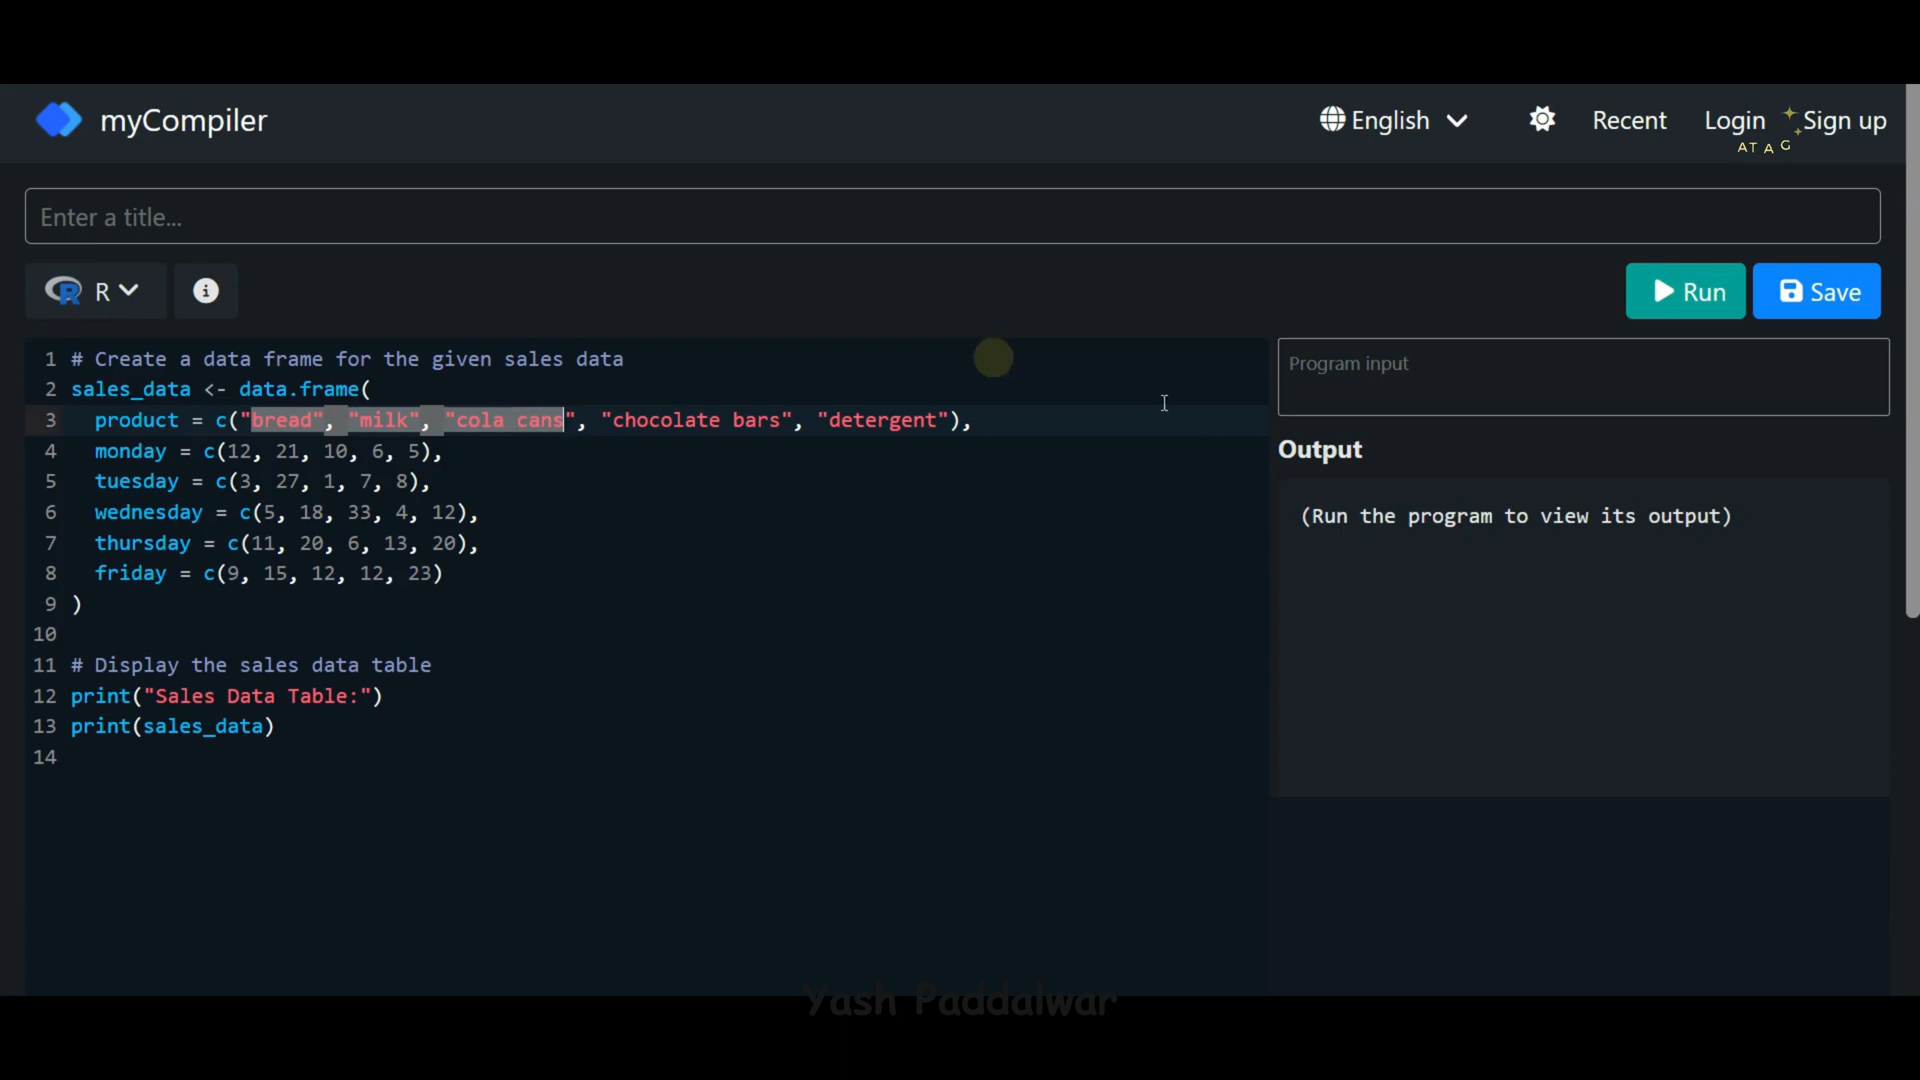 myCompiler
English
Recent
Login
Sign up
ATAG
Enter a title...
R
Run
Save
1 # Create a data frame for the given sales data
2 sales_data <- data.frame(
3   product = c("bread", "milk", "cola cans", "chocolate bars", "detergent"),
4   monday = c(12, 21, 10, 6, 5),
5   tuesday = c(3, 27, 1, 7, 8),
6   wednesday = c(5, 18, 33, 4, 12),
7   thursday = c(11, 20, 6, 13, 20),
8   friday = c(9, 15, 12, 12, 23)
9 )
10
11 # Display the sales data table
12 print("Sales Data Table:")
13 print(sales_data)
14
Program input
Output
(Run the program to view its output)
Yash Paddalwar